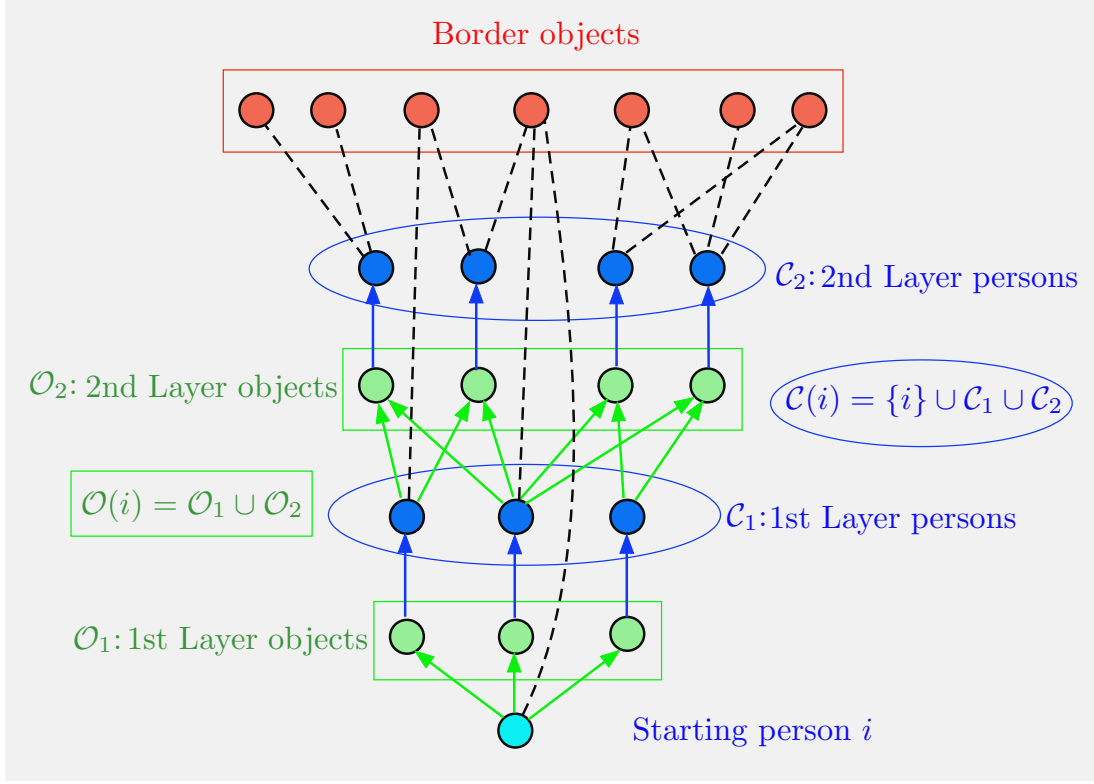 Border objects
𝒞₂: 2nd Layer persons
𝒪₂: 2nd Layer objects
𝒞(i) = {i} ∪ 𝒞₁ ∪ 𝒞₂
𝒪(i) = 𝒪₁ ∪ 𝒪₂
𝒞₁: 1st Layer persons
𝒪₁: 1st Layer objects
Starting person i